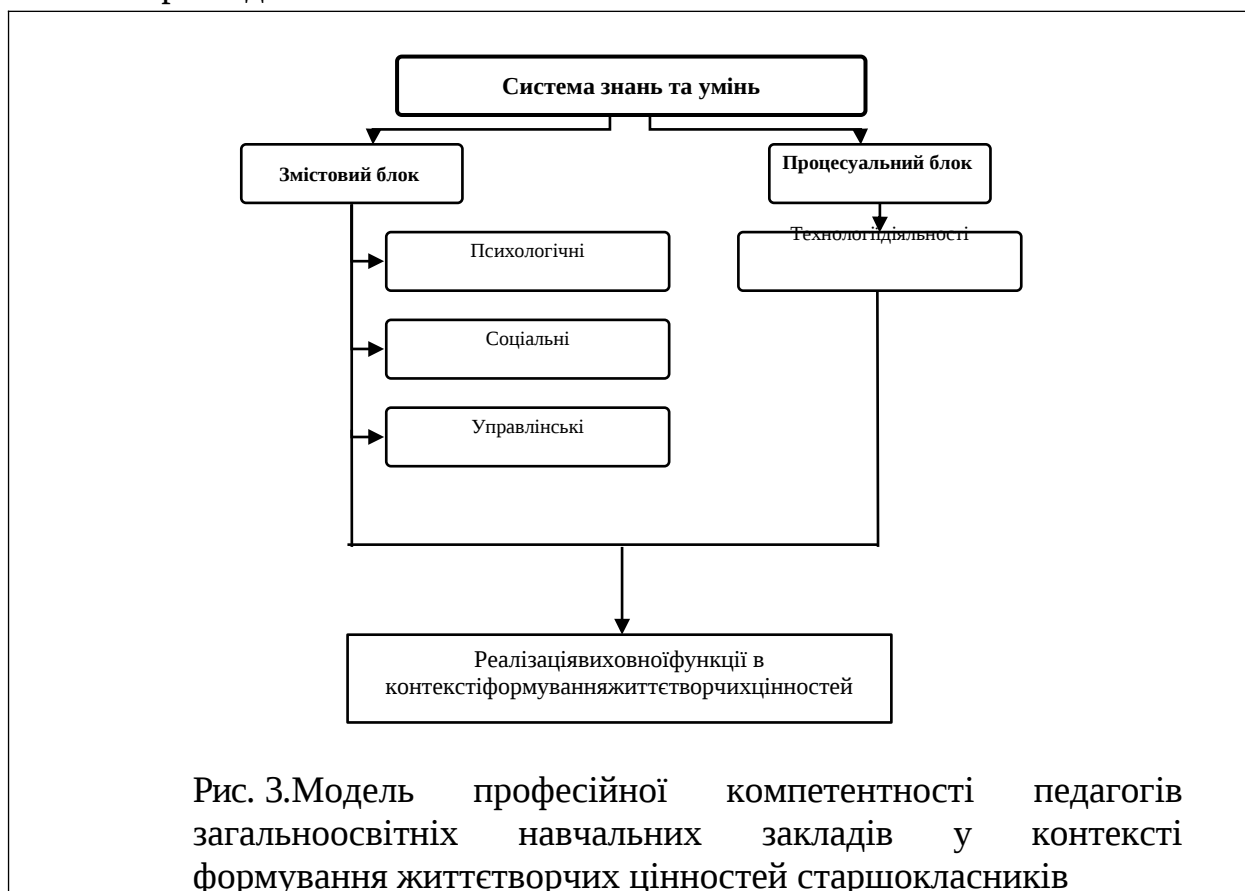 Система знань та умінь
Змістовий блок
Процесуальний блок
Психологічні
Технологіїдіяльності
Соціальні
Управлінські
Реалізаціявиховноїфункції в
контекстіформуванняжиттєтворчихцінностей
Рис. 3.Модель професійної компетентності педагогів
загальноосвітніх навчальних закладів у контексті
формування життєтворчих цінностей старшокласників